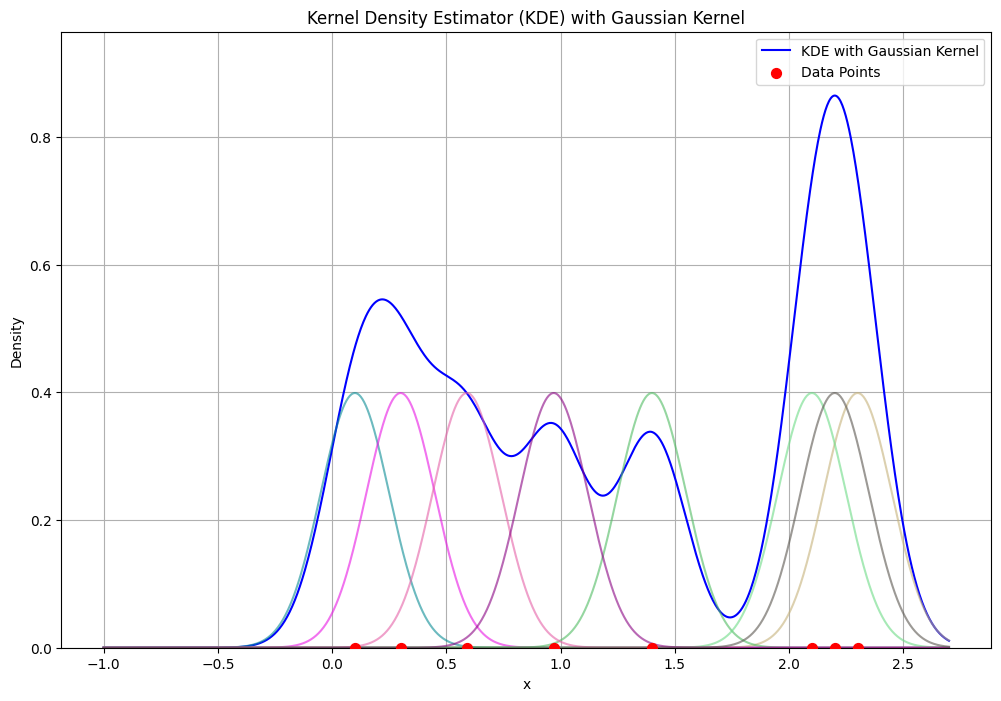 Kernel Density Estimator (KDE) with Gaussian Kernel
KDE with Gaussian Kernel
Data Points
Density
0.8
0.6
0.4
0.2
0.0
−1.0 −0.5 0.0 0.5 1.0 1.5 2.0 2.5
x